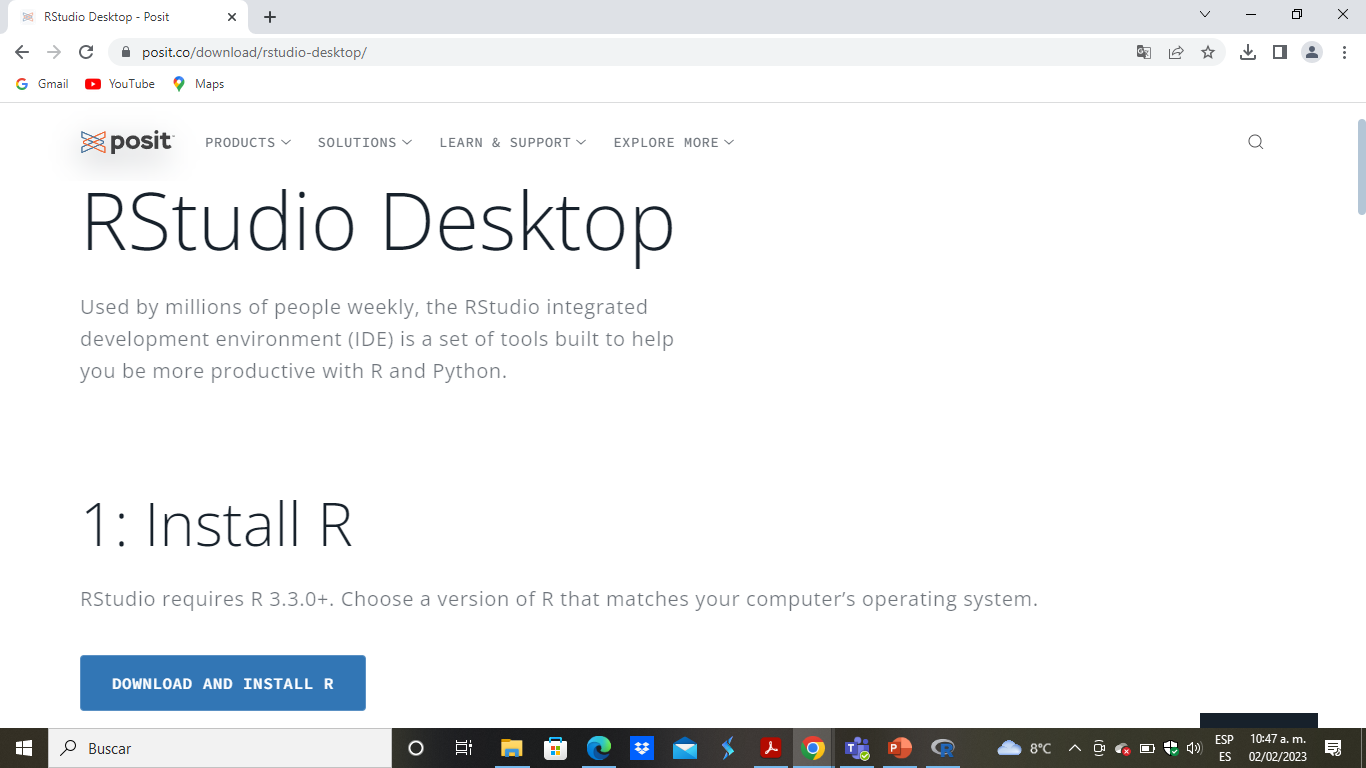 RStudio Desktop - Posit
posit.co/download/rstudio-desktop/
Gmail YouTube Maps
posit PRODUCTS SOLUTIONS LEARN & SUPPORT EXPLORE MORE
RStudio Desktop
Used by millions of people weekly, the RStudio integrated
development environment (IDE) is a set of tools built to help
you be more productive with R and Python.
1: Install R
RStudio requires R 3.3.0+. Choose a version of R that matches your computer’s operating system.
DOWNLOAD AND INSTALL R
Buscar
8°C
ESP
ES
10:47 a. m.
02/02/2023